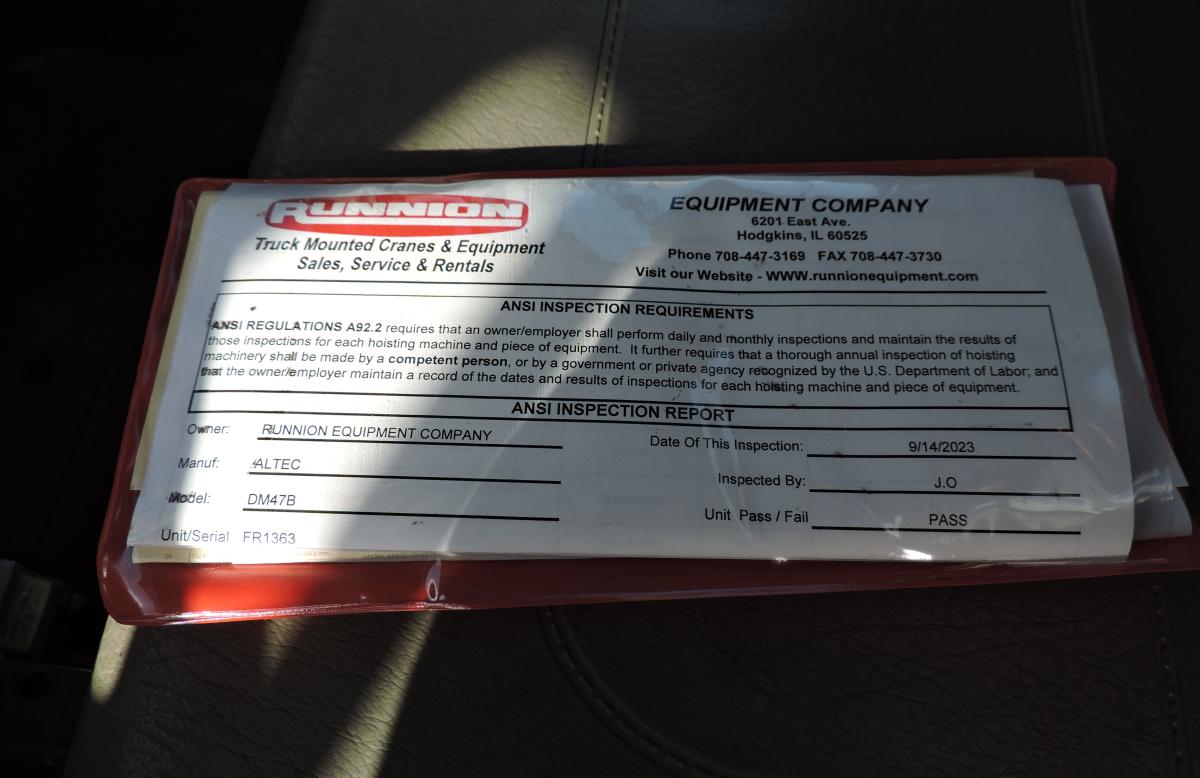 RUNNION
Truck Mounted Cranes & Equipment
Sales, Service & Rentals
EQUIPMENT COMPANY
6201 East Ave.
Hodgkins, IL 60525
Phone 708-447-3169 FAX 708-447-3730
Visit our Website - WWW.runnionequipment.com
ANSI INSPECTION REQUIREMENTS
ANSI REGULATIONS A92.2 requires that an owner/employer shall perform daily and monthly inspections and maintain the results of
those inspections for each hoisting machine and piece of equipment. It further requires that a thorough annual inspection of hoisting
machinery shall be made by a competent person, or by a government or private agency recognized by the U.S. Department of Labor; and
that the owner/employer maintain a record of the dates and results of inspections for each hoisting machine and piece of equipment.
ANSI INSPECTION REPORT
Owner: RUNNION EQUIPMENT COMPANY
Manuf: ALTEC
Model: DM47B
Unit/Serial FR1363
Date Of This Inspection: 9/14/2023
Inspected By: J.O
Unit Pass / Fail PASS